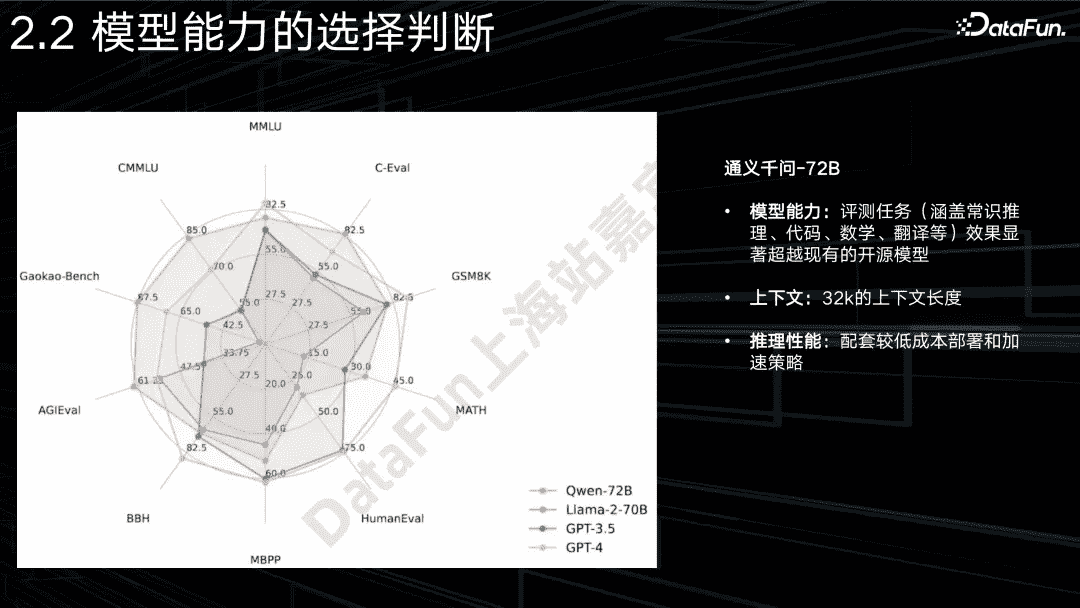 2.2 模型能力的选择判断
DataFun.
MMLU
CMMLU
C-Eval
82.5
85.0
82.5
70.0
55.0
55.0
Gaokao-Bench
GSM8K
87.5
65.0
42.5
55.0
27.5
27.5
55.0
82.5
27.5
33.75
15.0
47.5
27.5
20.0
25.0
30.0
61.25
45.0
AGIEval
MATH
55.0
40.0
50.0
82.5
60.0
75.0
BBH
HumanEval
MBPP
Qwen-72B
Llama-2-70B
GPT-3.5
GPT-4
DataFun上海站嘉宾
通义千问-72B
• 模型能力：评测任务（涵盖常识推
理、代码、数学、翻译等）效果显
著超越现有的开源模型
• 上下文：32k的上下文长度
• 推理性能：配套较低成本部署和加
速策略